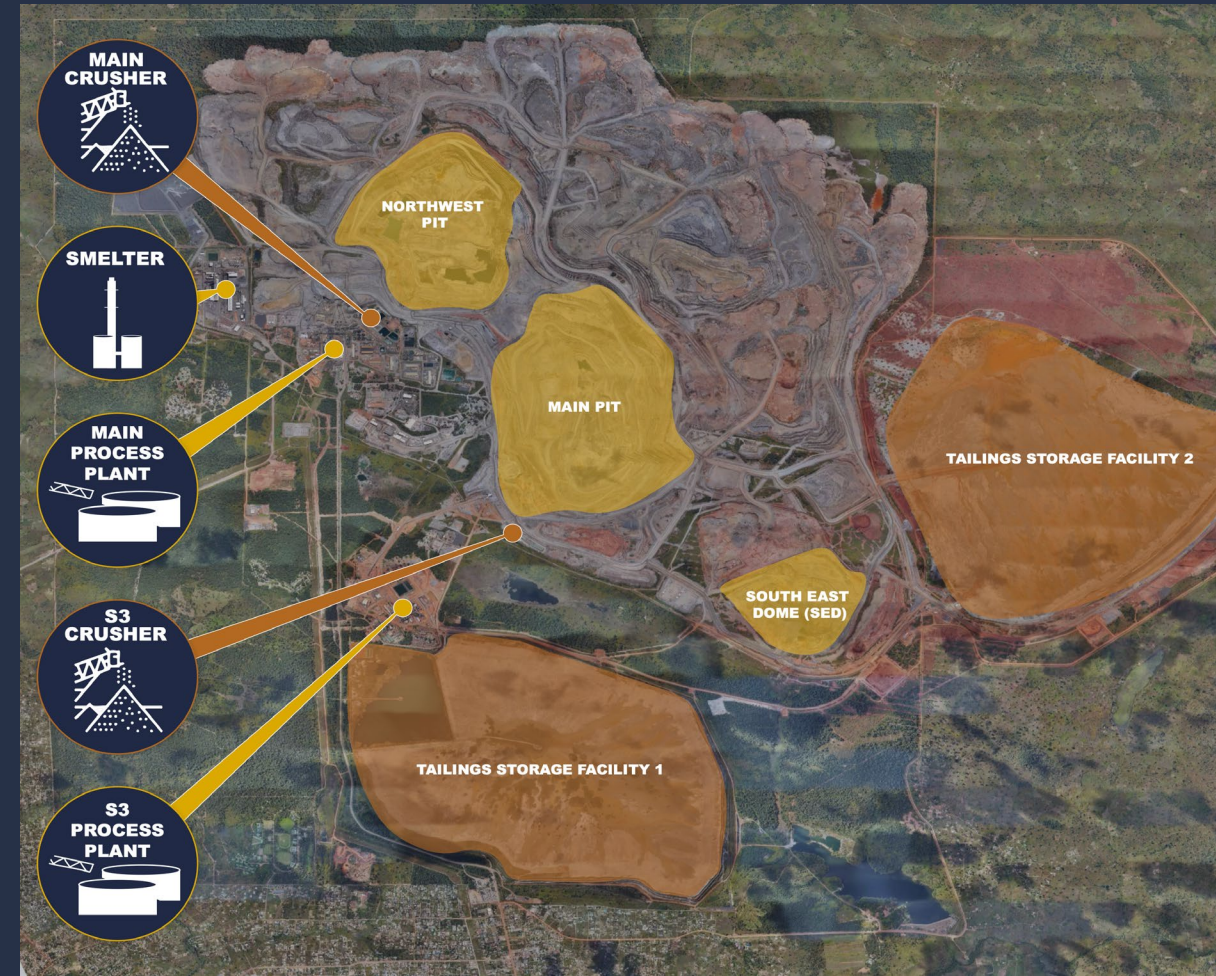 MAIN
CRUSHER
SMELTER
MAIN
PROCESS
PLANT
S3
CRUSHER
S3
PROCESS
PLANT
NORTHWEST
PIT
MAIN PIT
TAILINGS STORAGE FACILITY 2
SOUTH EAST
DOME (SED)
TAILINGS STORAGE FACILITY 1